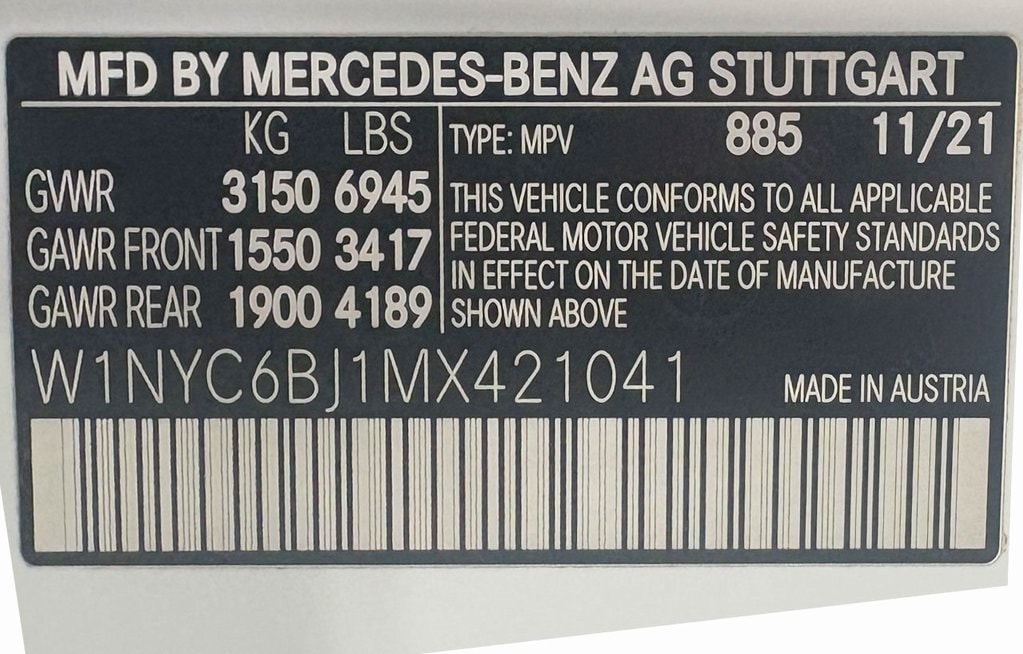 MFD BY MERCEDES-BENZ AG STUTTGART
KG LBS
GVWR 3150 6945
GAWR FRONT 1550 3417
GAWR REAR 1900 4189
TYPE: MPV 885 11/21
THIS VEHICLE CONFORMS TO ALL APPLICABLE
FEDERAL MOTOR VEHICLE SAFETY STANDARDS
IN EFFECT ON THE DATE OF MANUFACTURE
SHOWN ABOVE
W1NYC6BJ1MX421041
MADE IN AUSTRIA